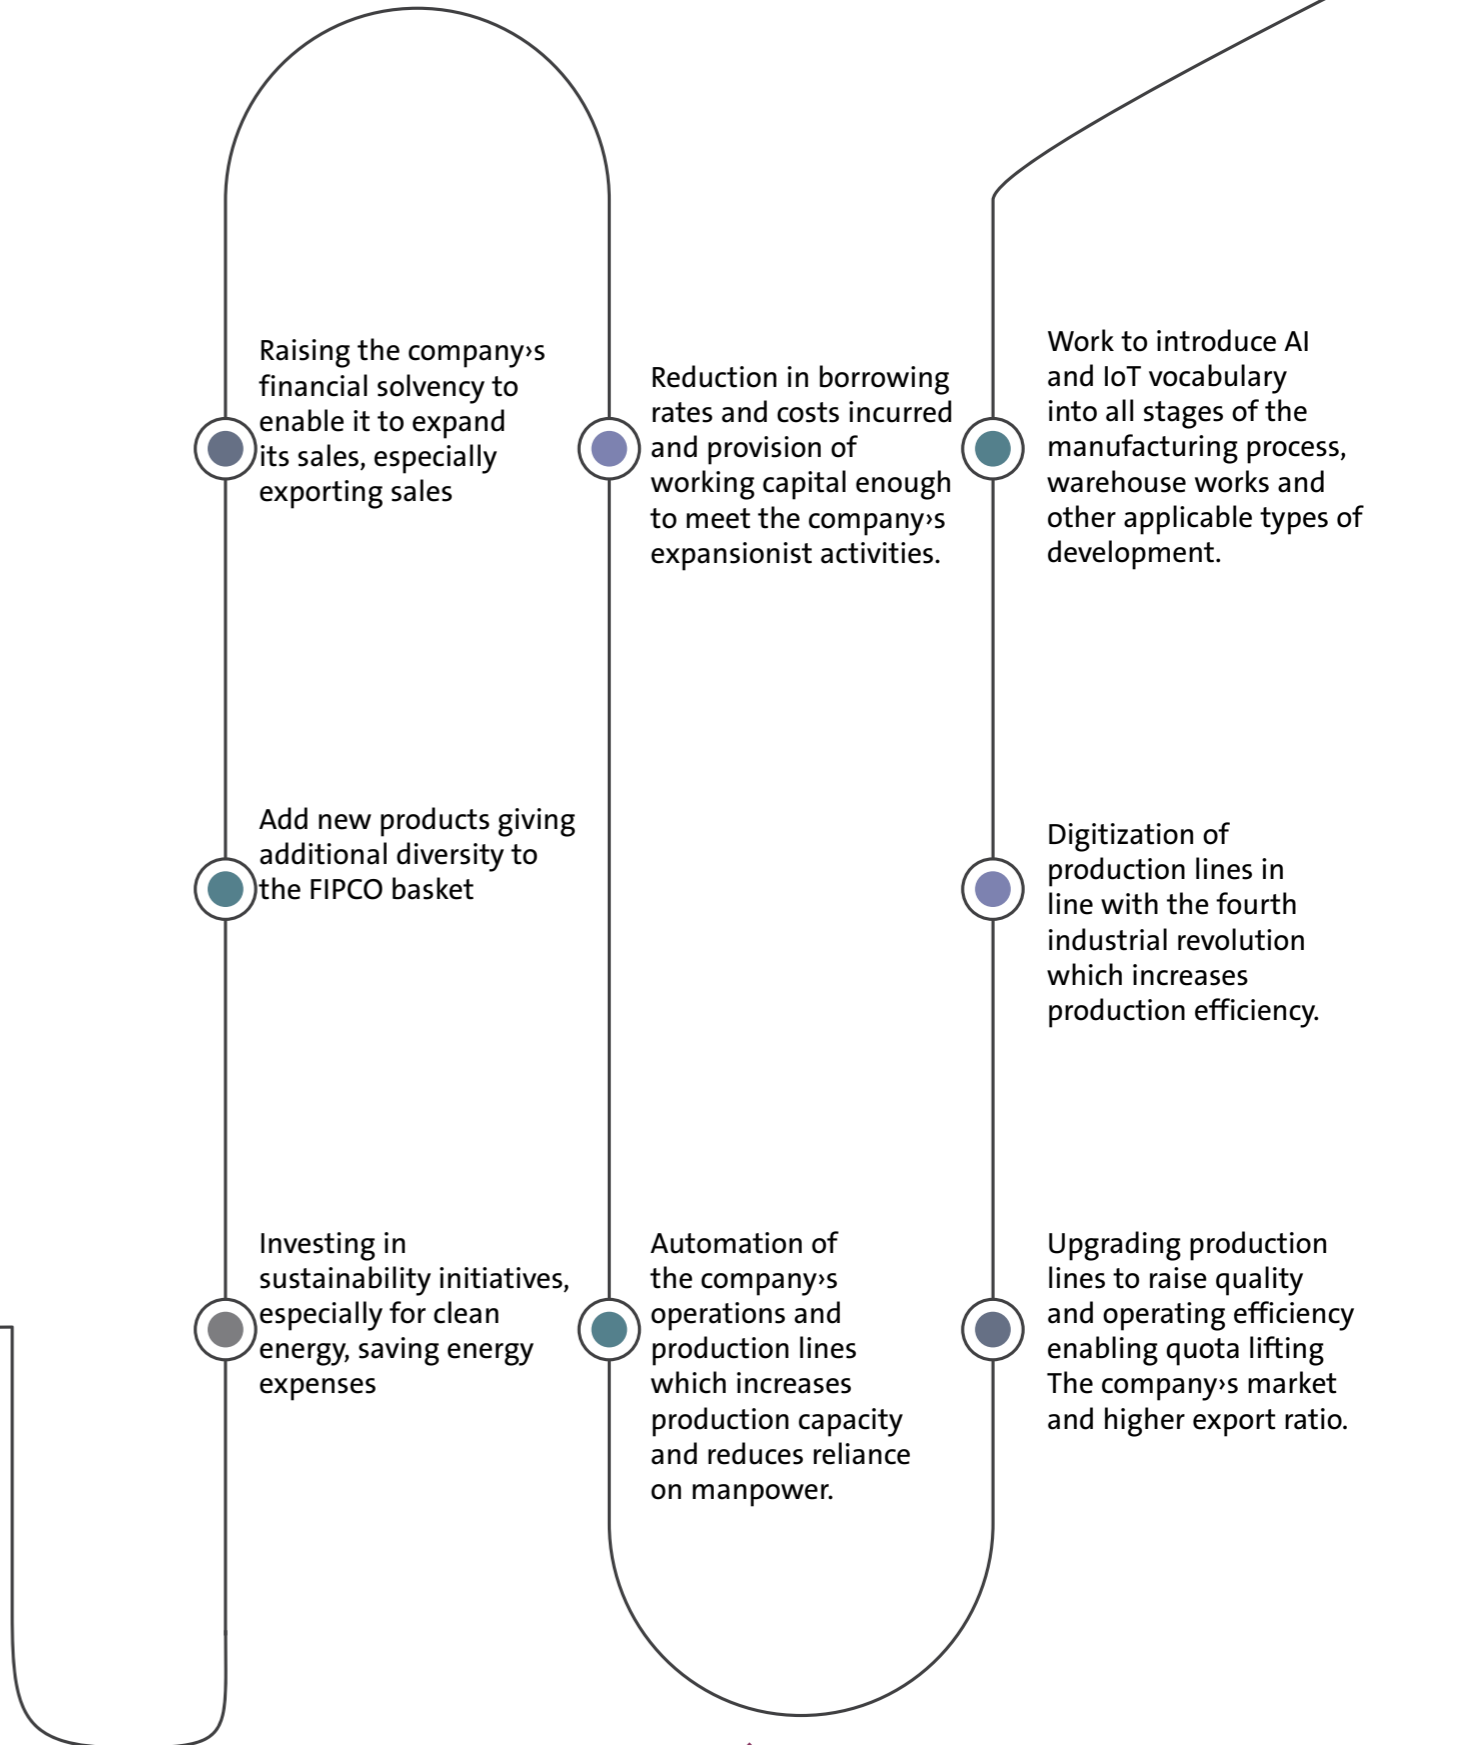 Raising the company›s
financial solvency to
enable it to expand
its sales, especially
exporting sales
Add new products giving
additional diversity to
the FIPCO basket
Investing in
sustainability initiatives,
especially for clean
energy, saving energy
expenses
Reduction in borrowing
rates and costs incurred
and provision of
working capital enough
to meet the company›s
expansionist activities.
Automation of
the company›s
operations and
production lines
which increases
production capacity
and reduces reliance
on manpower.
Work to introduce AI
and IoT vocabulary
into all stages of the
manufacturing process,
warehouse works and
other applicable types of
development.
Digitization of
production lines in
line with the fourth
industrial revolution
which increases
production efficiency.
Upgrading production
lines to raise quality
and operating efficiency
enabling quota lifting
The company›s market
and higher export ratio.